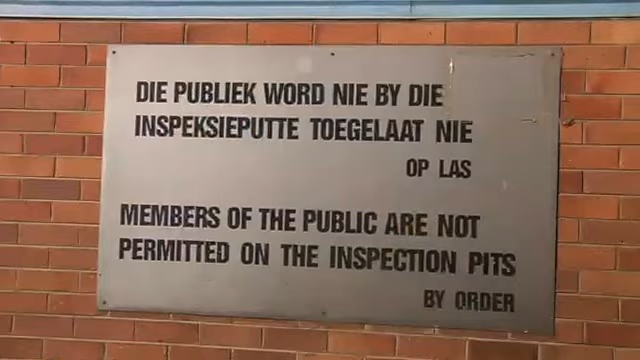 DIE PUBLIEK WORD NIE BY DIE
INSPEKSIEPUTTE TOEGELAAT NIE
OP LAS
MEMBERS OF THE PUBLIC ARE NOT
PERMITTED ON THE INSPECTION PITS
BY ORDER